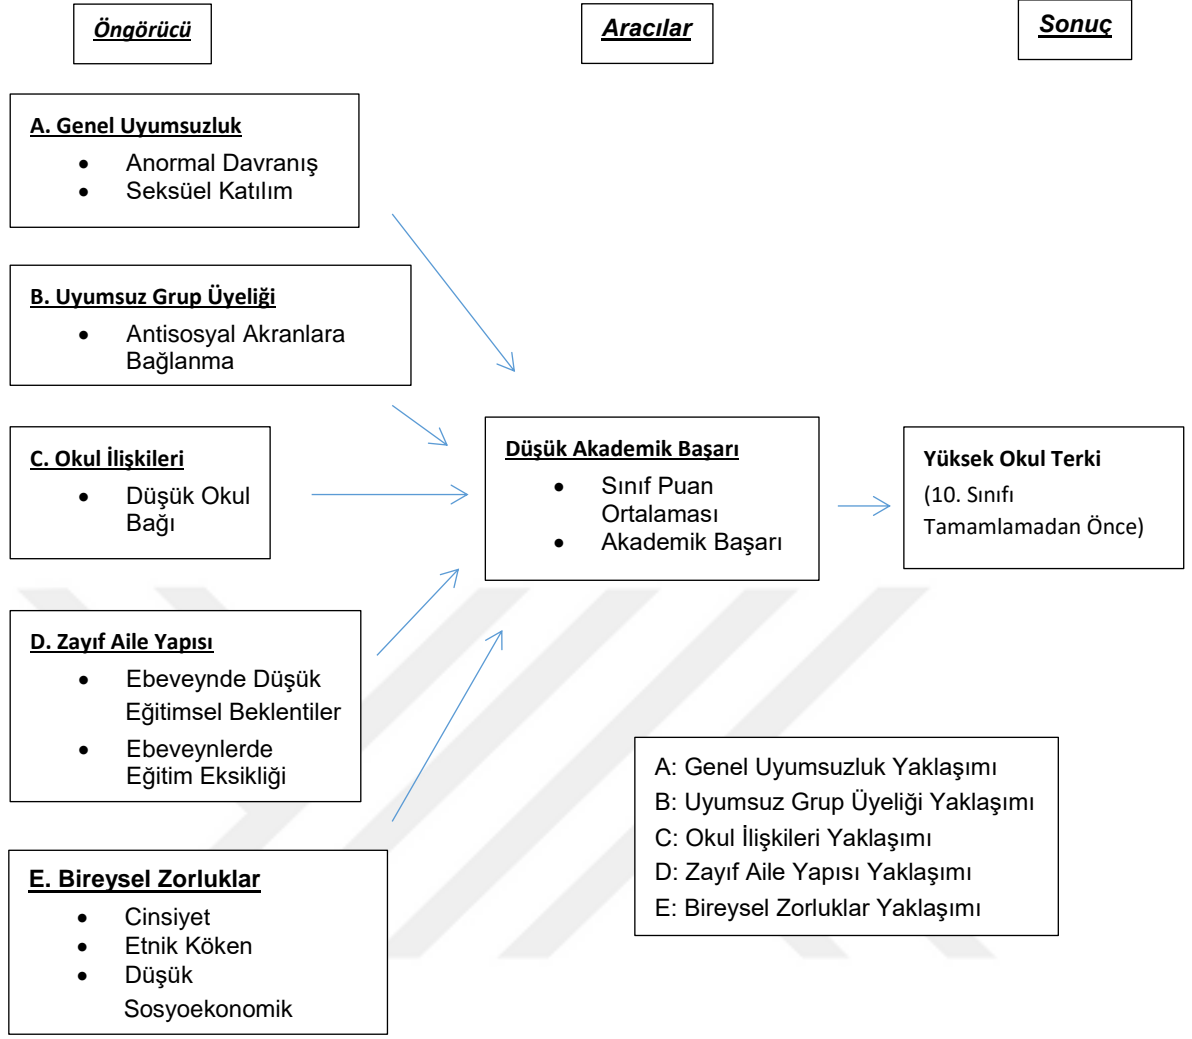 Öngörücü
Aracılar
Sonuç
A. Genel Uyumsuzluk
• Anormal Davranış
• Seksüel Katılım
B. Uyumsuz Grup Üyeliği
• Antisosyal Akranlara
Bağlanma
C. Okul İlişkileri
• Düşük Okul
Bağı
D. Zayıf Aile Yapısı
• Ebeveynde Düşük
Eğitimsel Beklentiler
• Ebeveynlerde
Eğitim Eksikliği
E. Bireysel Zorluklar
• Cinsiyet
• Etnik Köken
• Düşük
Sosyoekonomik
Düşük Akademik Başarı
• Sınıf Puan
Ortalaması
• Akademik Başarı
Yüksek Okul Terki
(10. Sınıfı
Tamamlamadan Önce)
A: Genel Uyumsuzluk Yaklaşımı
B: Uyumsuz Grup Üyeliği Yaklaşımı
C: Okul İlişkileri Yaklaşımı
D: Zayıf Aile Yapısı Yaklaşımı
E: Bireysel Zorluklar Yaklaşımı